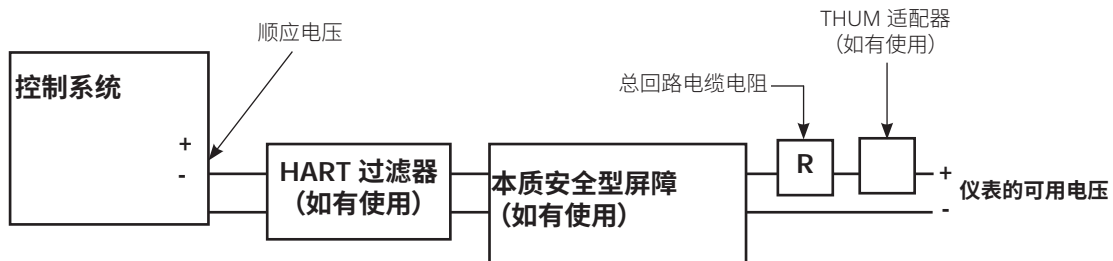 THUM 适配器
(如有使用)
顺应电压
总回路电缆电阻
控制系统
+
-
HART 过滤器
(如有使用)
本质安全型屏障
(如有使用)
R
+
仪表的可用电压
-